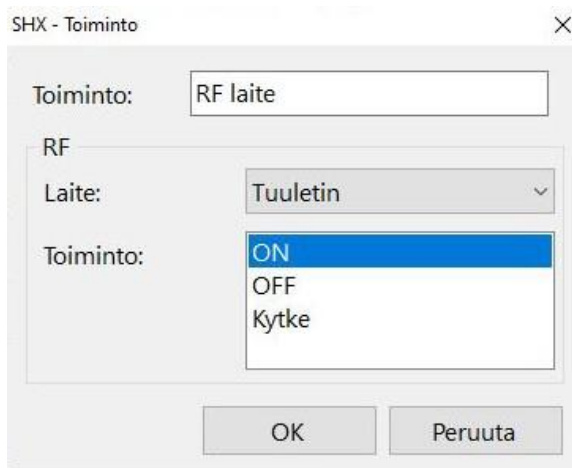 SHX - Toiminto
Toiminto: RF laite
RF
Laite: Tuuletin
Toiminto: ON
OFF
Kytke
OK Peruuta